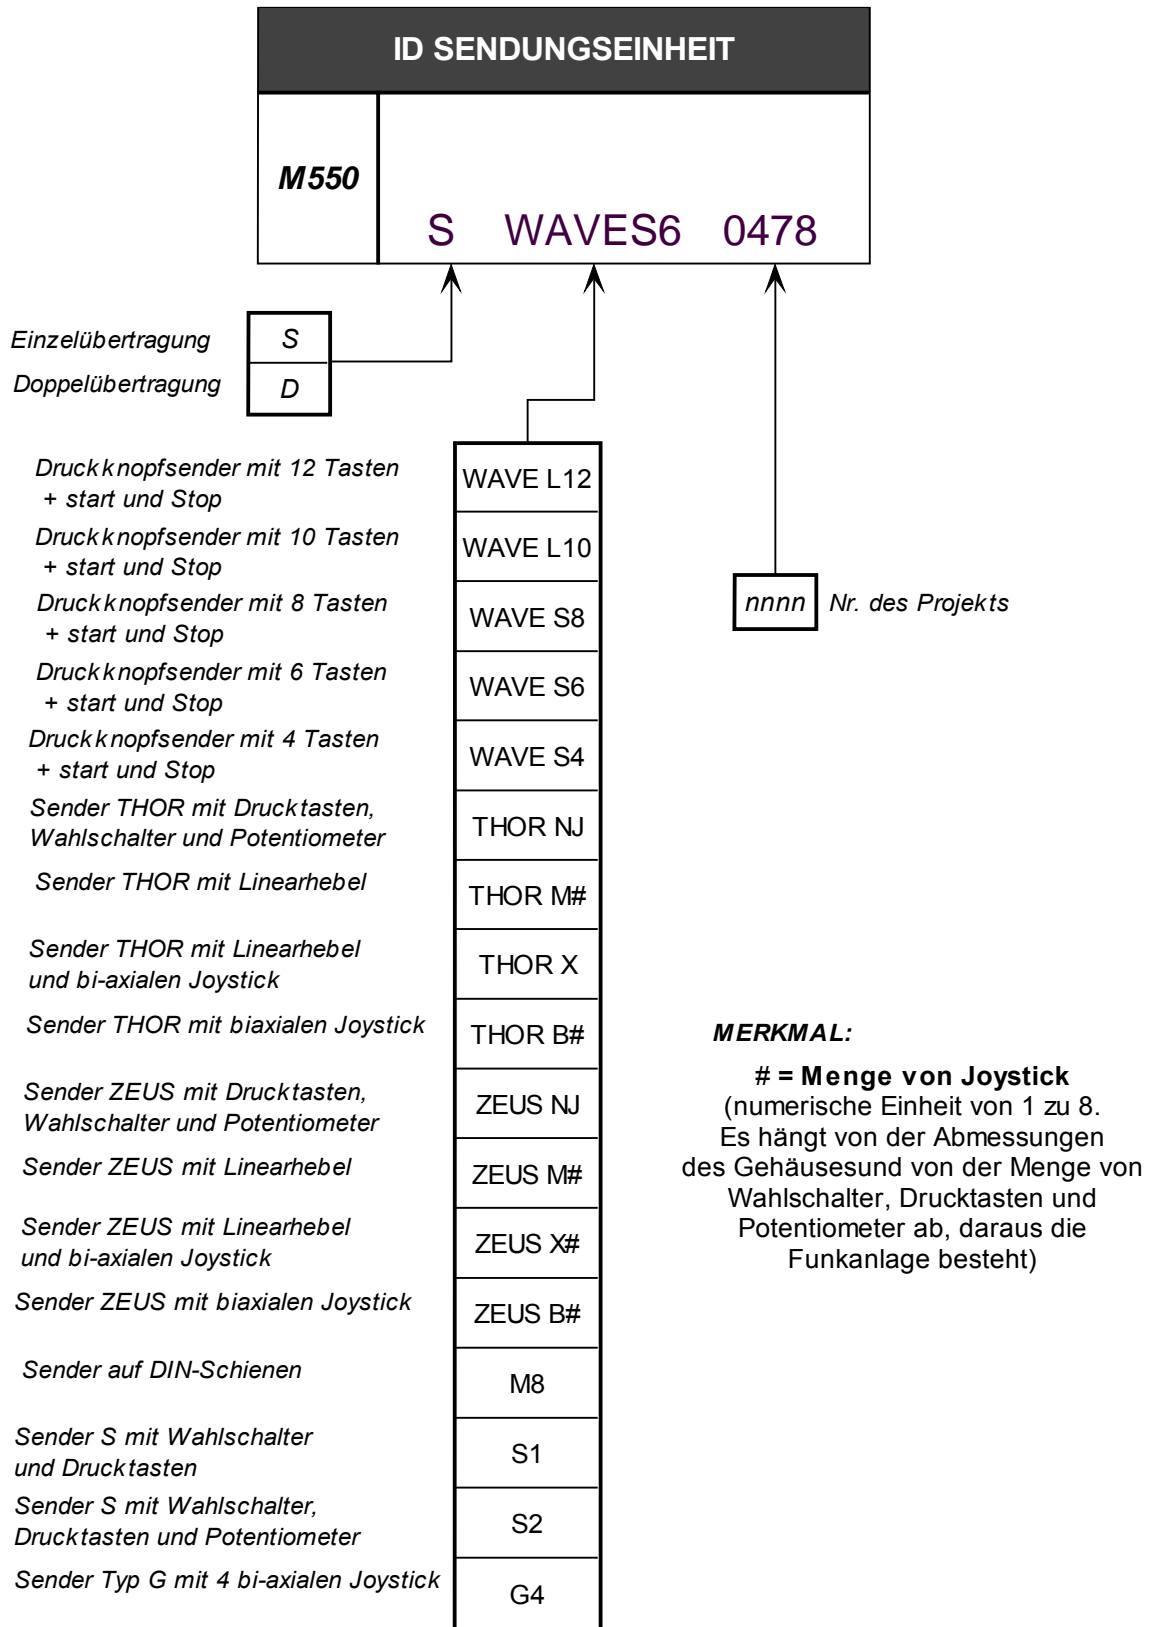 ID SENDUNGSEINHEIT
M550
S WAVES6 0478
Einzelübertragung S
Doppelübertragung D
Druckknopfsender mit 12 Tasten
+ start und Stop
WAVE L12
Druckknopfsender mit 10 Tasten
+ start und Stop
WAVE L10
Druckknopfsender mit 8 Tasten
+ start und Stop
WAVE S8
Druckknopfsender mit 6 Tasten
+ start und Stop
WAVE S6
Druckknopfsender mit 4 Tasten
+ start und Stop
WAVE S4
Sender THOR mit Drucktasten,
Wahlschalter und Potentiometer
THOR NJ
Sender THOR mit Linearhebel
THOR M#
Sender THOR mit Linearhebel
und bi-axialen Joystick
THOR X
Sender THOR mit biaxialen Joystick
THOR B#
Sender ZEUS mit Drucktasten,
Wahlschalter und Potentiometer
ZEUS NJ
Sender ZEUS mit Linearhebel
ZEUS M#
Sender ZEUS mit Linearhebel
und bi-axialen Joystick
ZEUS X#
Sender ZEUS mit biaxialen Joystick
ZEUS B#
Sender auf DIN-Schienen
M8
Sender S mit Wahlschalter
und Drucktasten
S1
Sender S mit Wahlschalter,
Drucktasten und Potentiometer
S2
Sender Typ G mit 4 bi-axialen Joystick
G4
nnnn Nr. des Projekts
MERKMAL:
# = Menge von Joystick
(numerische Einheit von 1 zu 8.
Es hängt von der Abmessungen
des Gehäusesund von der Menge von
Wahlschalter, Drucktasten und
Potentiometer ab, daraus die
Funkanlage besteht)